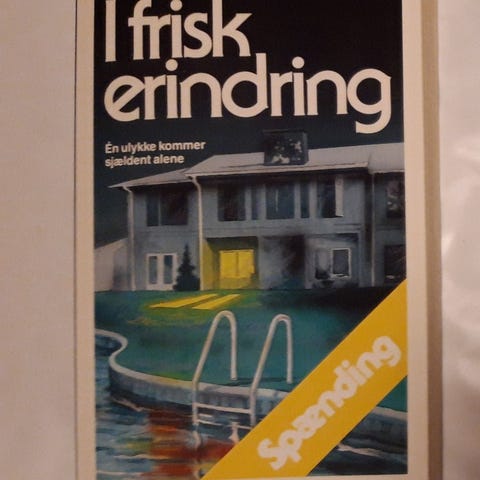 I frisk
erindring
Én ulykke kommer
sjældent alene
Spænding